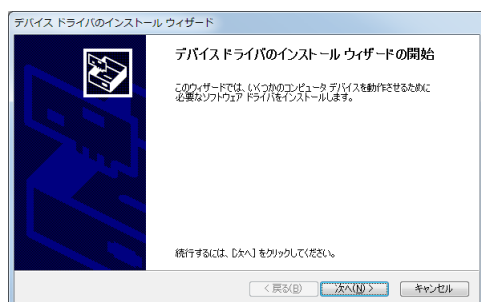 デバイス ドライバのインストール ウィザード
デバイス ドライバのインストール ウィザードの開始
このウィザードでは、いくつかのコンピュータ デバイスを動作させるために
必要なソフトウェア ドライバをインストールします。
続行するには、[次へ] をクリックしてください。
< 戻る(B) 次へ(N) > キャンセル